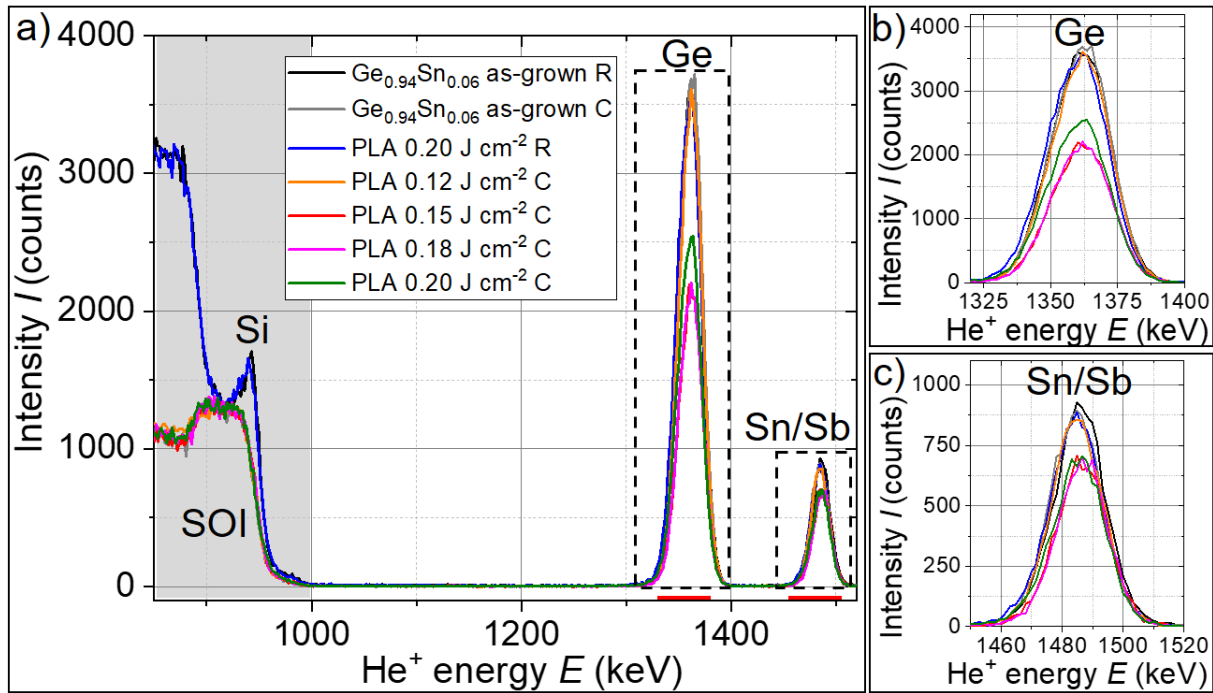 a)
4000
3000
2000
1000
0
Intensity I (counts)
Ge₀.₉₄Sn₀.₀₆ as-grown R
Ge₀.₉₄Sn₀.₀₆ as-grown C
PLA 0.20 J cm⁻² R
PLA 0.12 J cm⁻² C
PLA 0.15 J cm⁻² C
PLA 0.18 J cm⁻² C
PLA 0.20 J cm⁻² C
Ge
Si
SOI
Sn/Sb
1000 1200 1400
He⁺ energy E (keV)
b)
Ge
4000
3000
2000
1000
0
Intensity I (counts)
1325 1350 1375 1400
He⁺ energy E (keV)
c)
Sn/Sb
1000
750
500
250
0
Intensity I (counts)
1460 1480 1500 1520
He⁺ energy E (keV)